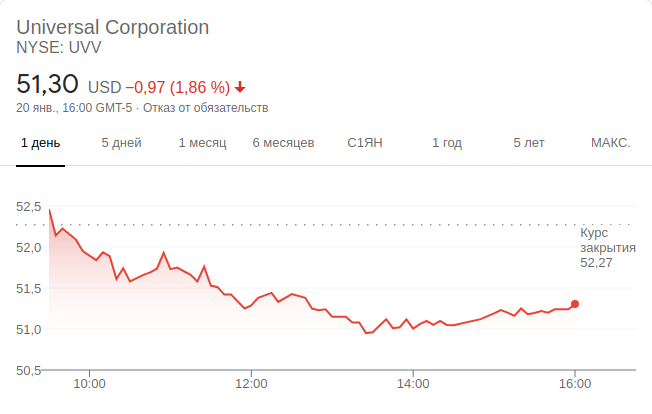 Universal Corporation
NYSE: UVV
51,30 USD −0,97 (1,86 %)
20 янв., 16:00 GMT-5 · Отказ от обязательств
1 день 5 дней 1 месяц 6 месяцев С1ЯН 1 год 5 лет МАКС.
52,5
Курс
закрытия
52,27
52,0
51,5
51,0
50,5
10:00 12:00 14:00 16:00